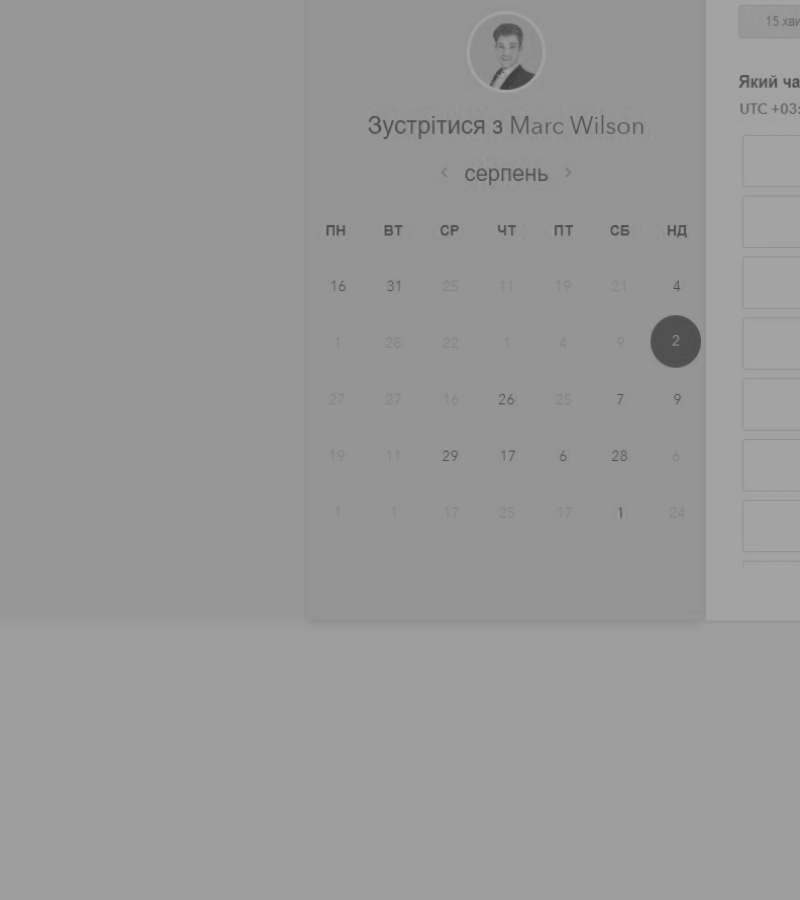 15 хви
Зустрітися з Marc Wilson
‹ серпень ›
ПН ВТ СР ЧТ ПТ СБ НД
16 31 25 11 19 21 4
1 28 22 1 4 9 2
27 27 16 26 25 7 9
19 11 29 17 6 28 6
1 1 17 25 17 1 24
Який ча
UTC +03: